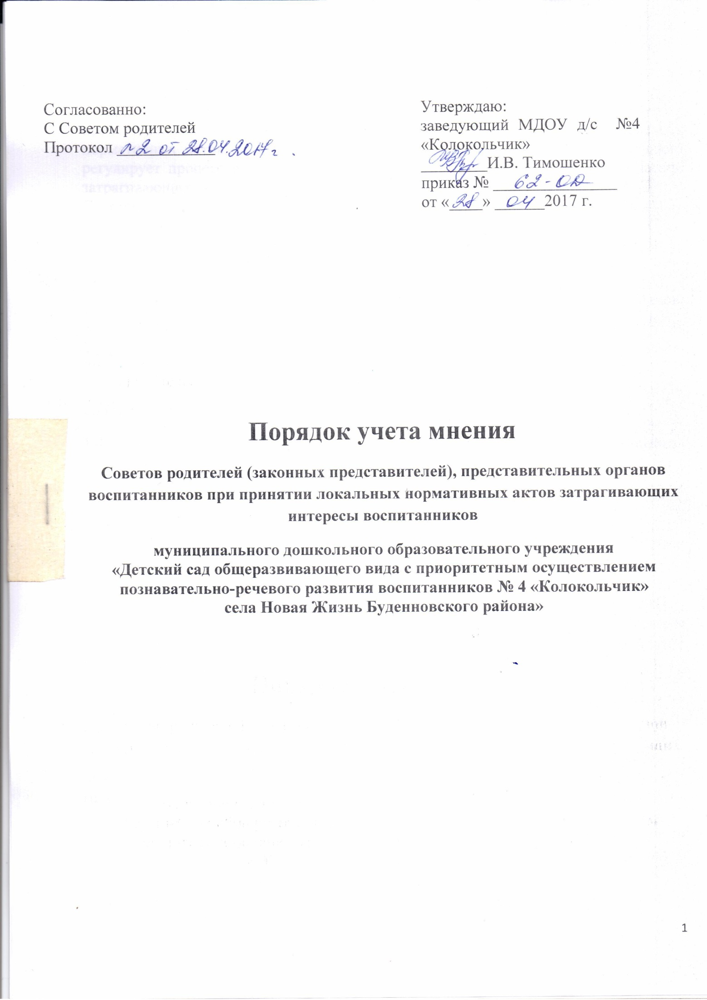 Согласованно:
С Советом родителей
Протокол №2 от 28.04.2017г.
Утверждаю:
заведующий МДОУ д/с №4
«Колокольчик»
И.В. Тимошенко
приказ № 62-ОД
от «28» 04 2017 г.
Порядок учета мнения
Советов родителей (законных представителей), представительных органов
воспитанников при принятии локальных нормативных актов затрагивающих
интересы воспитанников
муниципального дошкольного образовательного учреждения
«Детский сад общеразвивающего вида с приоритетным осуществлением
познавательно-речевого развития воспитанников № 4 «Колокольчик»
села Новая Жизнь Буденновского района»
1